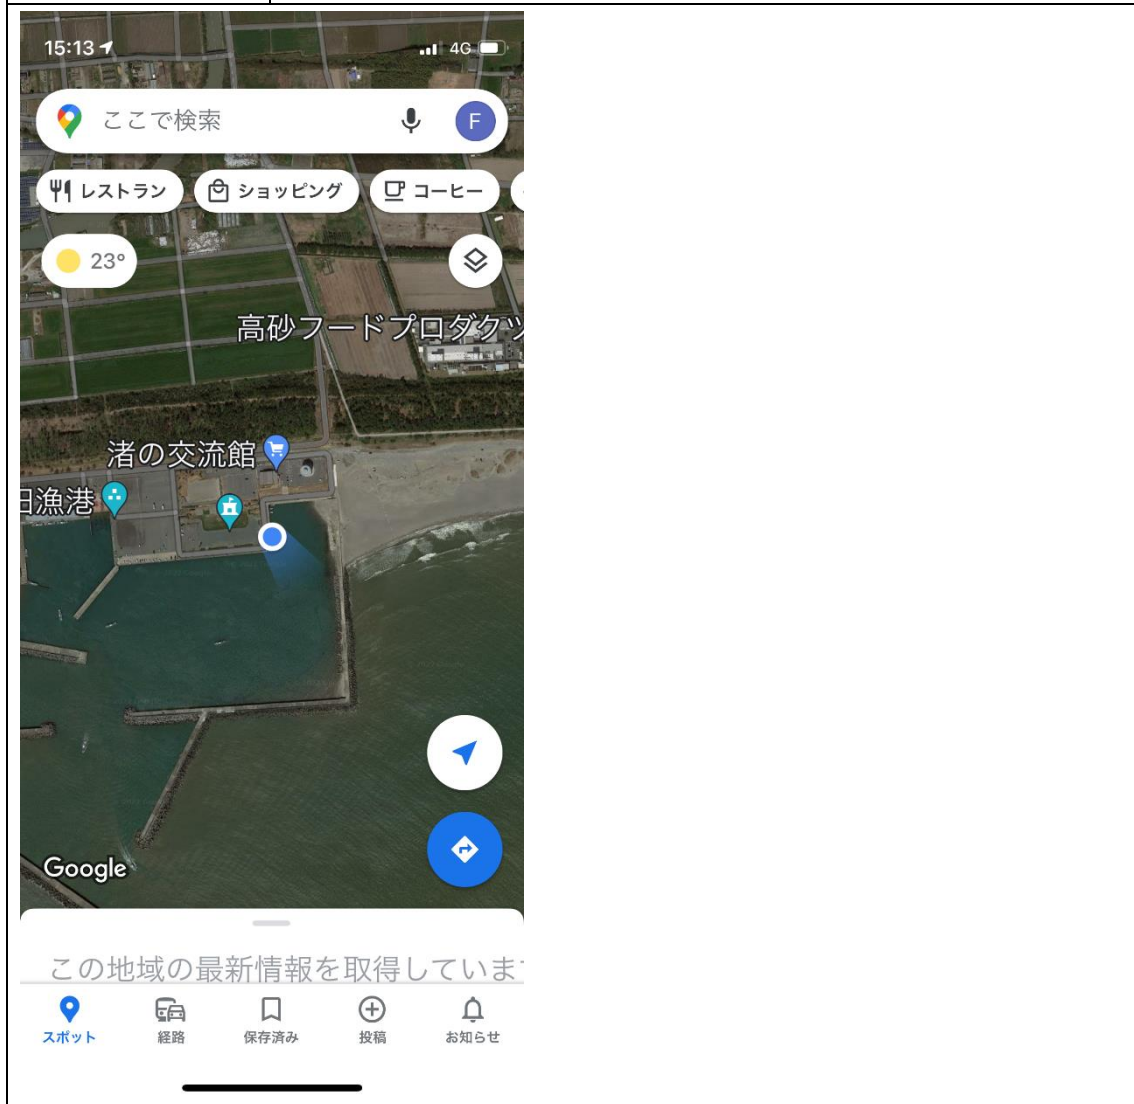 15:13
4G
ここで検索
F
レストラン
ショッピング
コーヒー
23°
高砂フードプロダクツ
渚の交流館
田漁港
Google
この地域の最新情報を取得していま
スポット
経路
保存済み
投稿
お知らせ